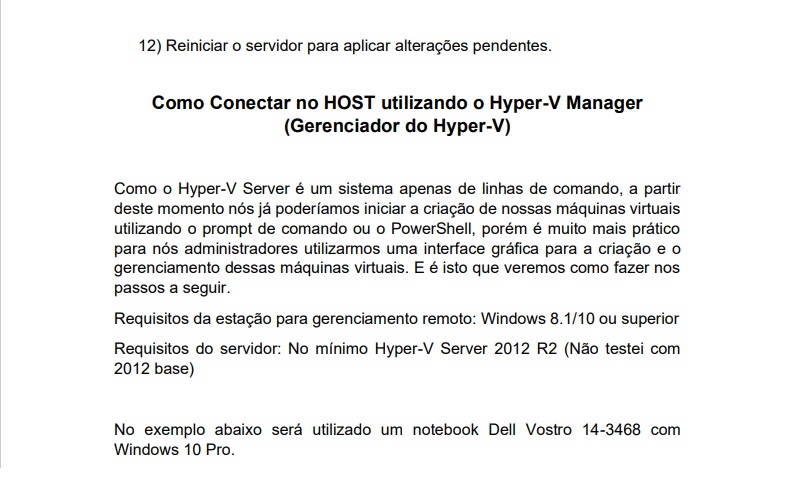 12) Reiniciar o servidor para aplicar alterações pendentes.
Como Conectar no HOST utilizando o Hyper-V Manager
(Gerenciador do Hyper-V)
Como o Hyper-V Server é um sistema apenas de linhas de comando, a partir
deste momento nós já poderíamos iniciar a criação de nossas máquinas virtuais
utilizando o prompt de comando ou o PowerShell, porém é muito mais prático
para nós administradores utilizarmos uma interface gráfica para a criação e o
gerenciamento dessas máquinas virtuais. E é isto que veremos como fazer nos
passos a seguir.
Requisitos da estação para gerenciamento remoto: Windows 8.1/10 ou superior
Requisitos do servidor: No mínimo Hyper-V Server 2012 R2 (Não testei com
2012 base)
No exemplo abaixo será utilizado um notebook Dell Vostro 14-3468 com
Windows 10 Pro.